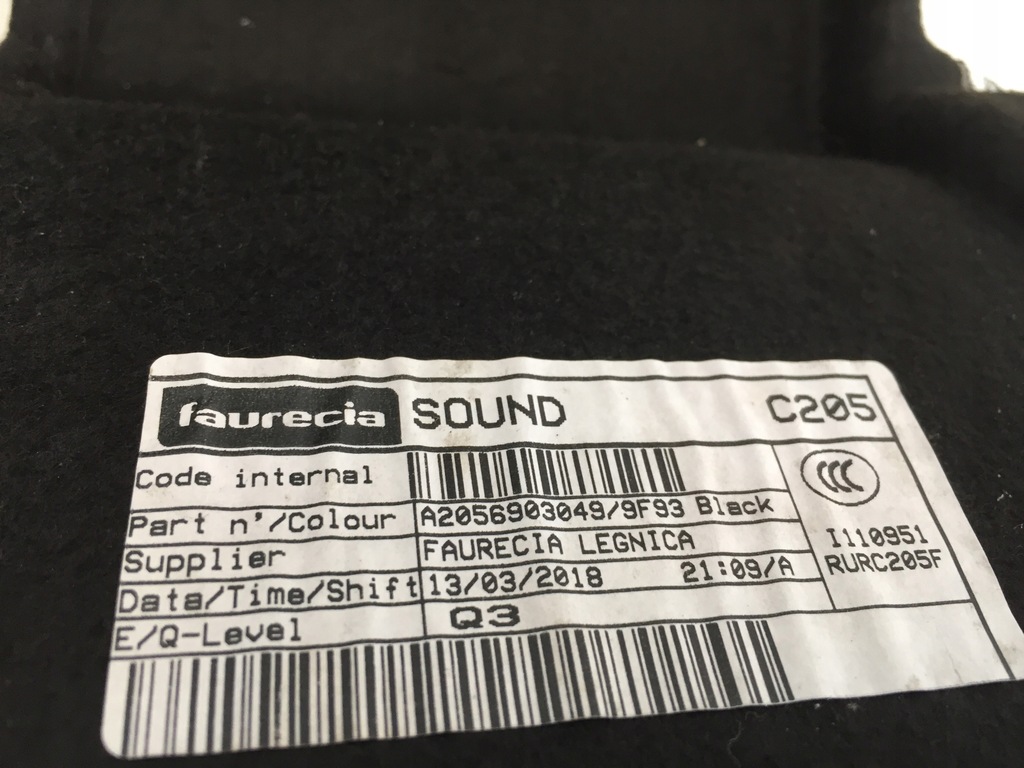 faurecia SOUND C205
Code internal
Part n°/Colour A2056903049/9F93 Black
Supplier FAURECIA LEGNICA
Data/Time/Shift 13/03/2018 21:09/A
E/Q-Level Q3
CCC
I110951
RURC205F